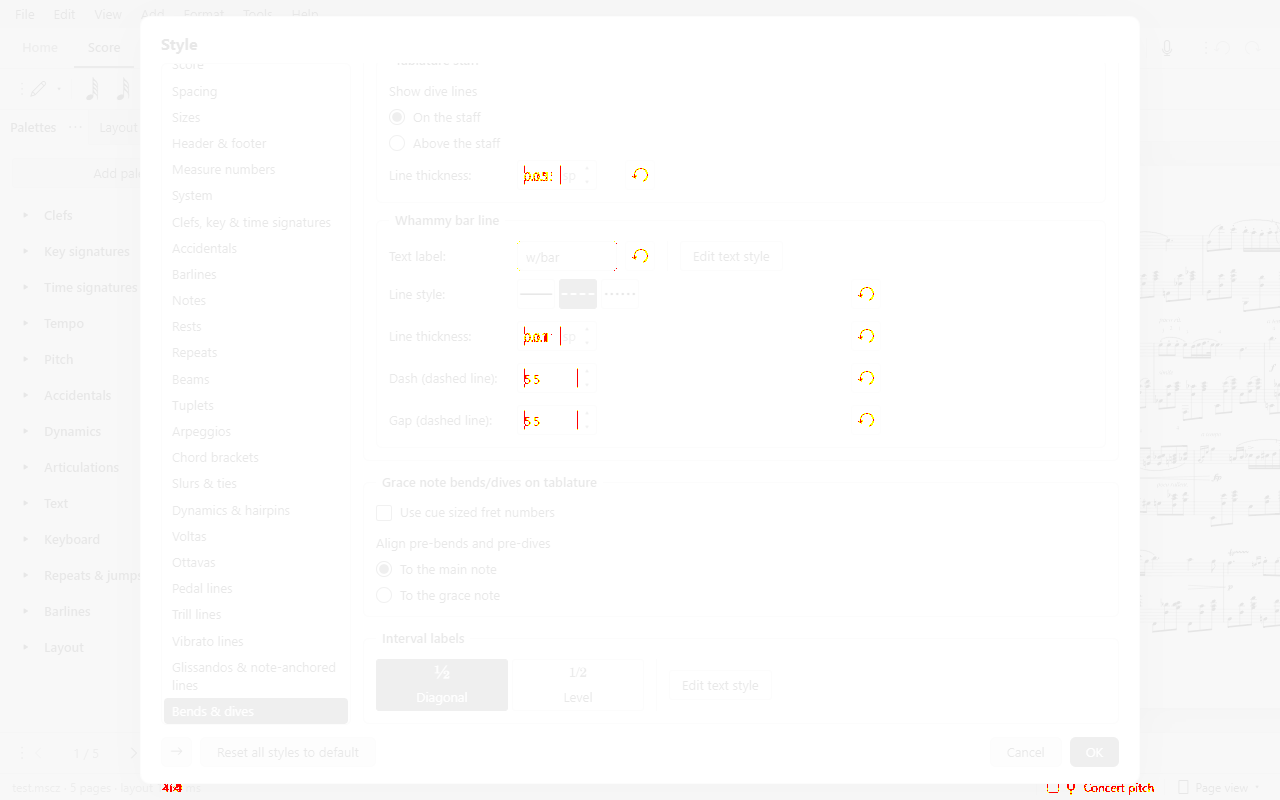 File Edit View Add Format Tools Help
Style
Home Score
Score
Spacing
Show dive lines
Sizes
On the staff
Palettes ··· Layout
Header & footer
Above the staff
Measure numbers
Line thickness:
System
Clefs
Clefs, key & time signatures
Whammy bar line
Key signatures
Accidentals
Text label: w/bar Edit text style
Barlines
Time signatures
Line style:
Notes
Tempo
Rests
Line thickness:
Pitch
Repeats
Beams
Dash (dashed line):
Accidentals
Tuplets
Gap (dashed line):
Dynamics
Arpeggios
Chord brackets
Articulations
Slurs & ties
Grace note bends/dives on tablature
Text
Dynamics & hairpins
Use cue sized fret numbers
Keyboard
Voltas
Align pre-bends and pre-dives
Ottavas
To the main note
Repeats & jumps
Pedal lines
To the grace note
Barlines
Trill lines
Vibrato lines
Interval labels
Layout
Glissandos & note-anchored
lines
½ 1/2
Diagonal Level Edit text style
Bends & dives
1 / 5
Reset all styles to default Cancel OK
Concert pitch Page view